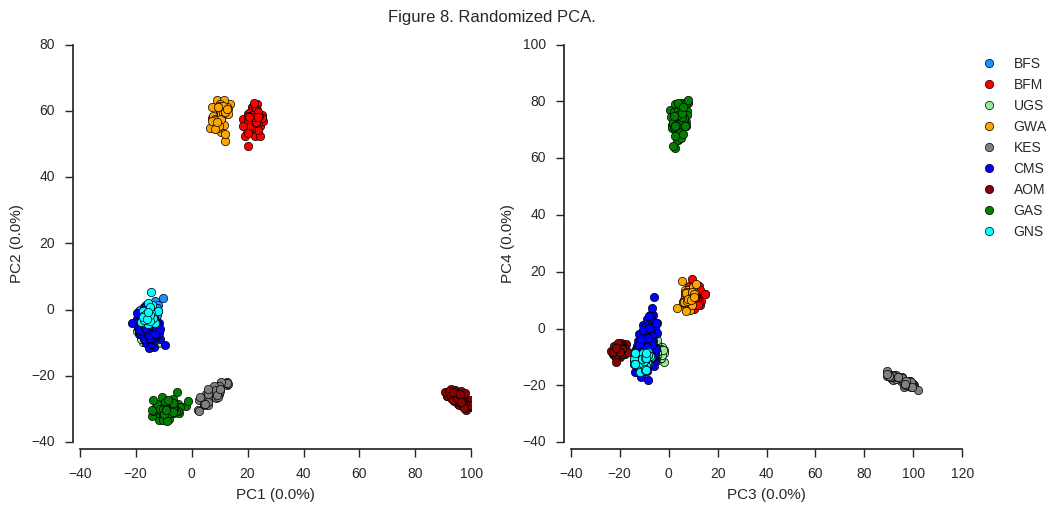 Figure 8. Randomized PCA.
80
60
40
20
0
−20
−40
PC2 (0.0%)
−40 −20 0 20 40 60 80 100
PC1 (0.0%)
100
80
60
40
20
0
−20
−40
PC4 (0.0%)
−40 −20 0 20 40 60 80 100 120
PC3 (0.0%)
BFS
BFM
UGS
GWA
KES
CMS
AOM
GAS
GNS